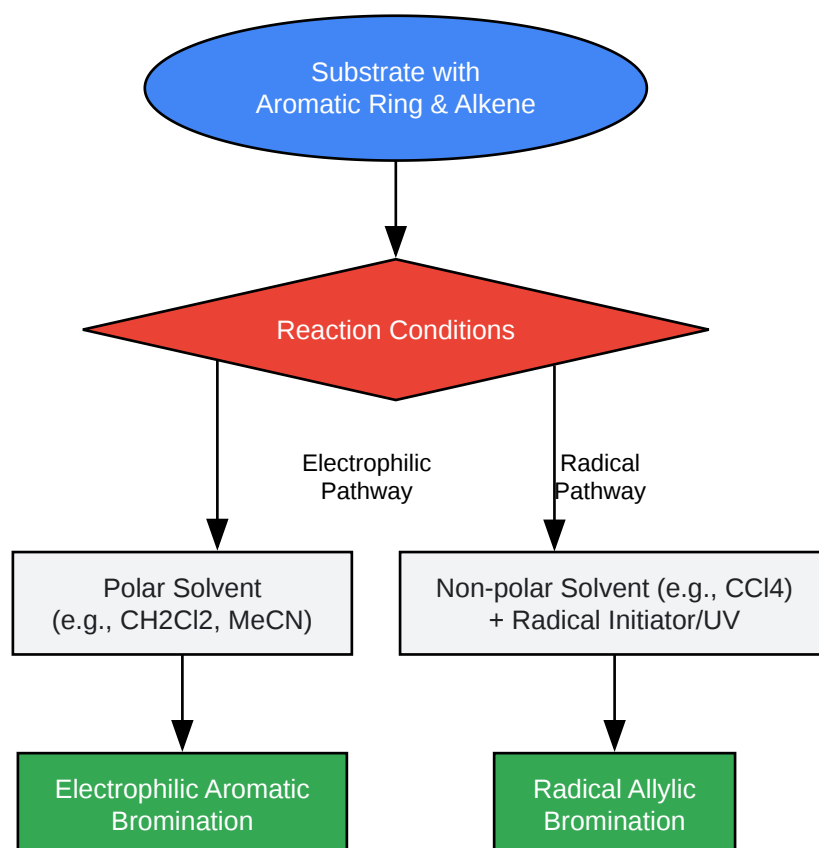 Substrate with
Aromatic Ring & Alkene
Reaction Conditions
Electrophilic
Pathway
Radical
Pathway
Polar Solvent
(e.g., CH2Cl2, MeCN)
Non-polar Solvent (e.g., CCl4)
+ Radical Initiator/UV
Electrophilic Aromatic
Bromination
Radical Allylic
Bromination